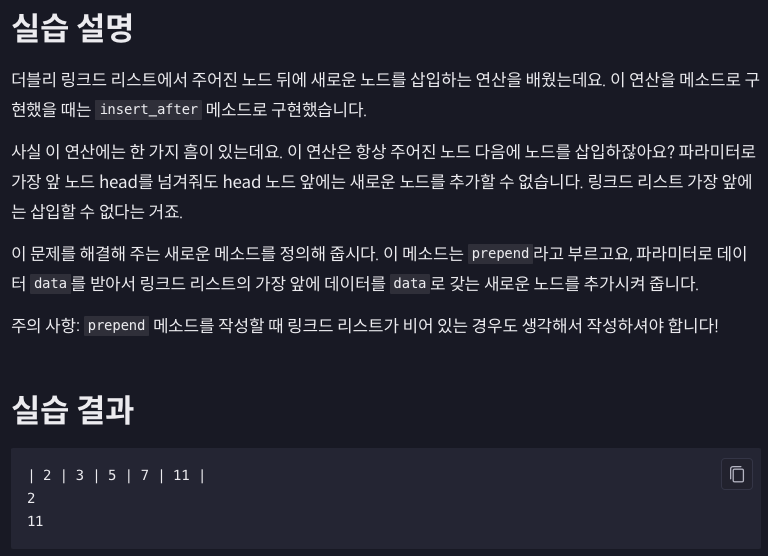 실습 설명
더블리 링크드 리스트에서 주어진 노드 뒤에 새로운 노드를 삽입하는 연산을 배웠는데요. 이 연산을 메소드로 구
현했을 때는 insert_after 메소드로 구현했습니다.
사실 이 연산에는 한 가지 흠이 있는데요. 이 연산은 항상 주어진 노드 다음에 노드를 삽입하잖아요? 파라미터로
가장 앞 노드 head를 넘겨줘도 head 노드 앞에는 새로운 노드를 추가할 수 없습니다. 링크드 리스트 가장 앞에
는 삽입할 수 없다는 거죠.
이 문제를 해결해 주는 새로운 메소드를 정의해 줍시다. 이 메소드는 prepend라고 부르고요, 파라미터로 데이
터 data를 받아서 링크드 리스트의 가장 앞에 데이터를 data로 갖는 새로운 노드를 추가시켜 줍니다.
주의 사항: prepend 메소드를 작성할 때 링크드 리스트가 비어 있는 경우도 생각해서 작성하셔야 합니다!
실습 결과
| 2 | 3 | 5 | 7 | 11 |
2
11